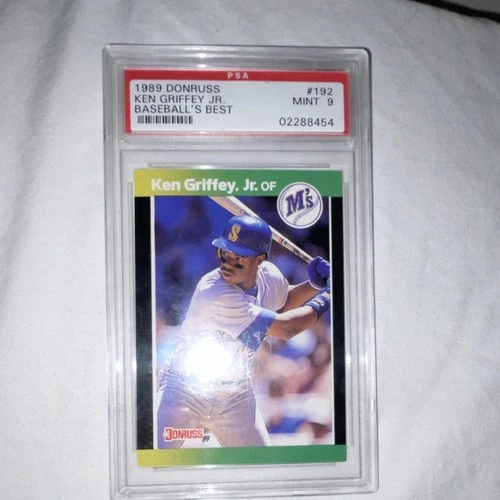 PSA
1989 DONRUSS #192
KEN GRIFFEY JR. MINT 9
BASEBALL'S BEST
02288454
Ken Griffey, Jr. OF
M's
S
DONRUSS '89